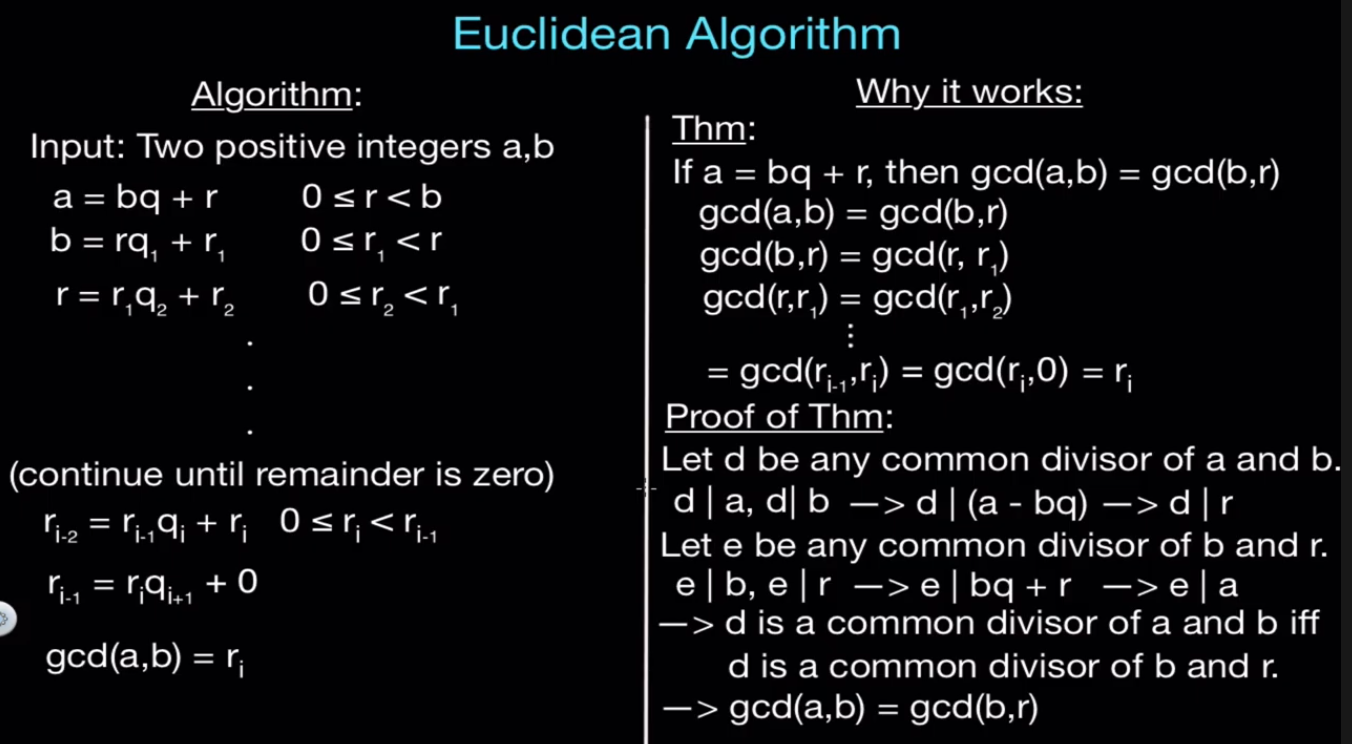 Euclidean Algorithm
Algorithm:
Input: Two positive integers a,b
a = bq + r 0 ≤ r < b
b = rq₁ + r₁ 0 ≤ r₁ < r
r = r₁q₂ + r₂ 0 ≤ r₂ < r₁
.
.
.
(continue until remainder is zero)
rᵢ₋₂ = rᵢ₋₁qᵢ + rᵢ 0 ≤ rᵢ < rᵢ₋₁
rᵢ₋₁ = rᵢqᵢ₊₁ + 0
gcd(a,b) = rᵢ
Why it works:
Thm:
If a = bq + r, then gcd(a,b) = gcd(b,r)
gcd(a,b) = gcd(b,r)
gcd(b,r) = gcd(r, r₁)
gcd(r,r₁) = gcd(r₁,r₂)
⋮
= gcd(rᵢ₋₁,rᵢ) = gcd(rᵢ,0) = rᵢ
Proof of Thm:
Let d be any common divisor of a and b.
d | a, d| b —> d | (a - bq) —> d | r
Let e be any common divisor of b and r.
e | b, e | r —> e | bq + r —> e | a
—> d is a common divisor of a and b iff
d is a common divisor of b and r.
—> gcd(a,b) = gcd(b,r)